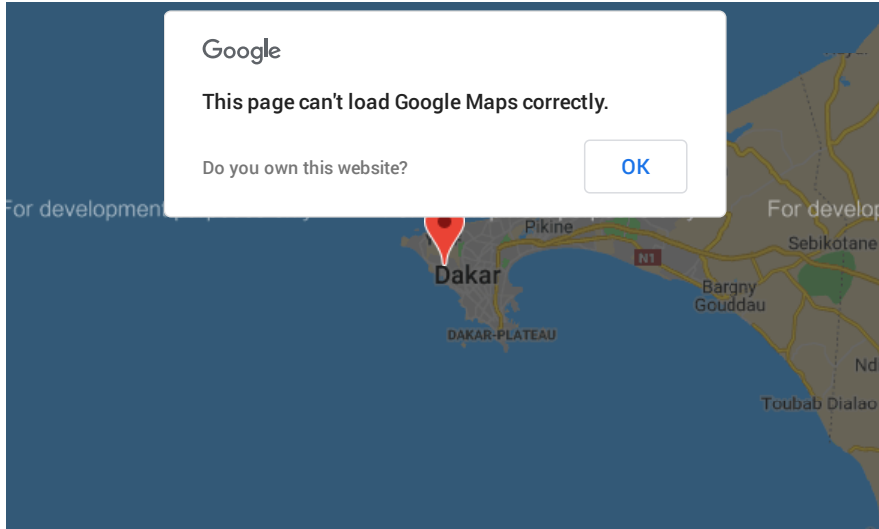 Google
This page can't load Google Maps correctly.
Do you own this website?
OK
For development
For develop
Pikine
Sebikotane
N1
Dakar
Bargny
Gouddau
DAKAR-PLATEAU
Nd
Toubab Dialao